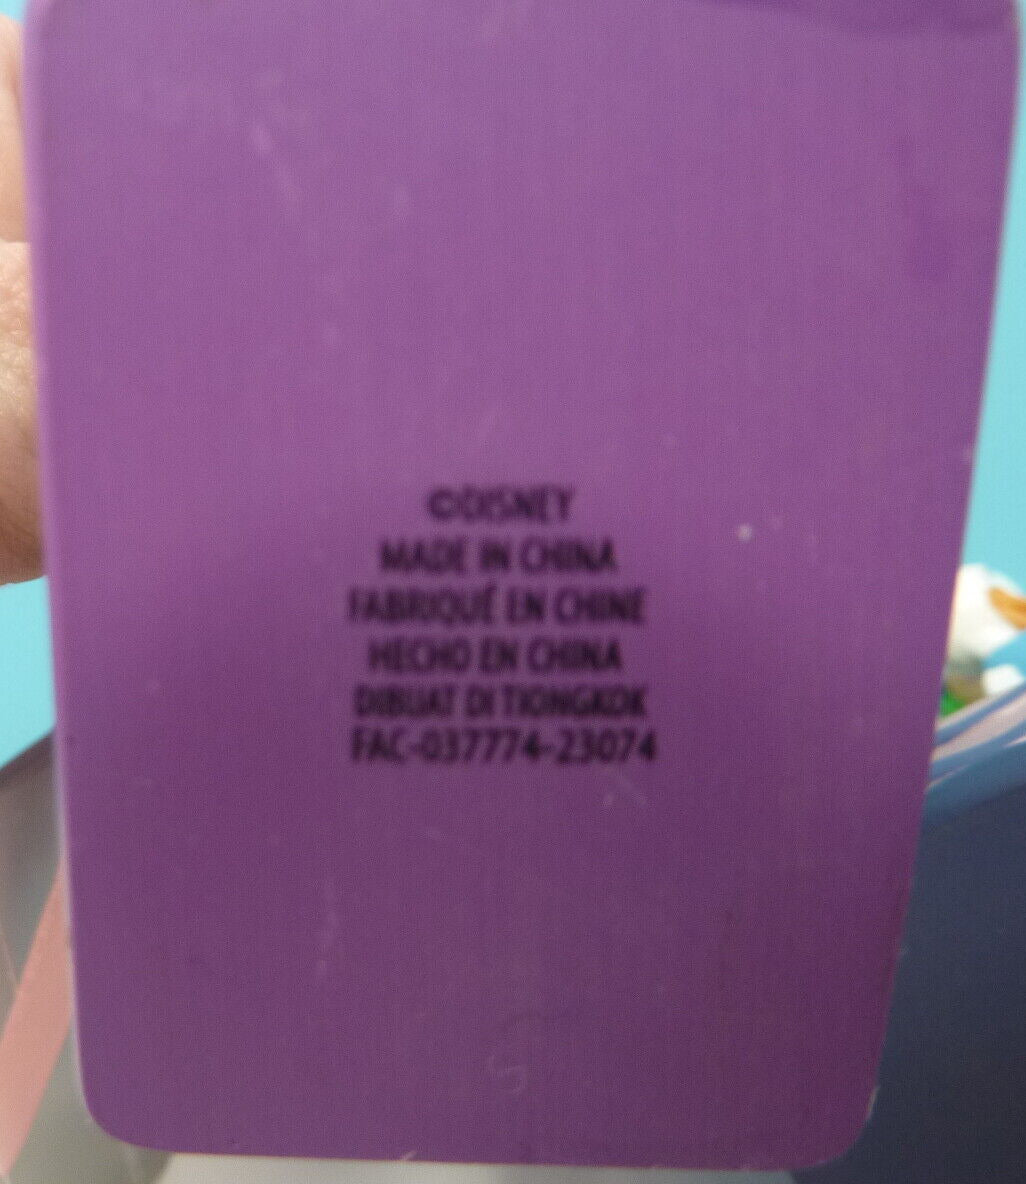 ©DISNEY
MADE IN CHINA
FABRIQUÉ EN CHINE
HECHO EN CHINA
DIBUAT DI TIONGKOK
FAC-037774-23074